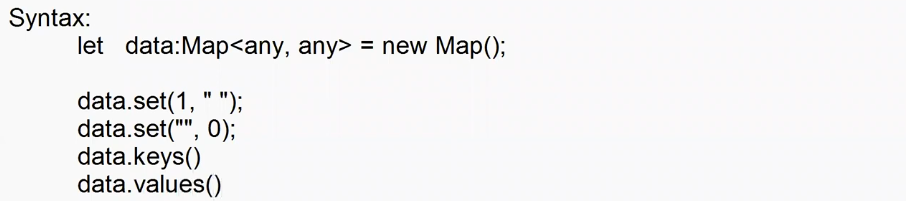 Syntax:
let data:Map<any, any> = new Map();
data.set(1, " ");
data.set("", 0);
data.keys()
data.values()